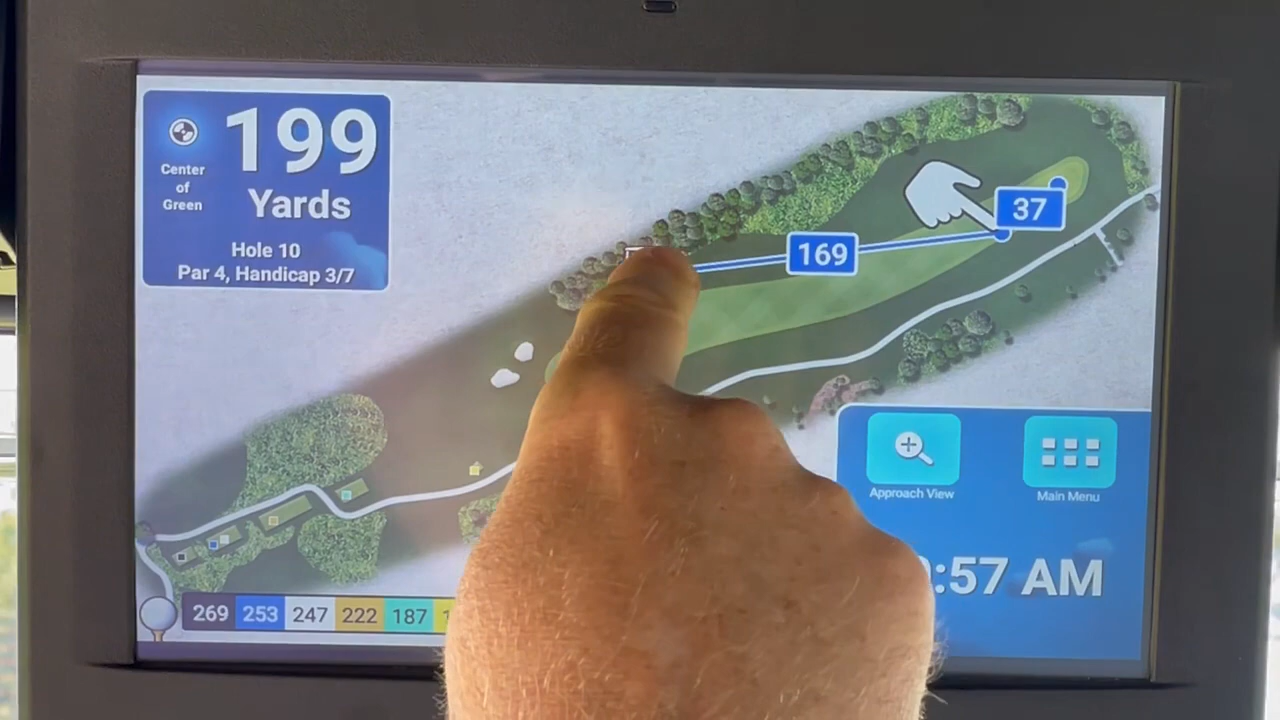 199
Center
of
Green
Yards
Hole 10
Par 4, Handicap 3/7
37
169
Approach View
Main Menu
:57 AM
269 253 247 222 187